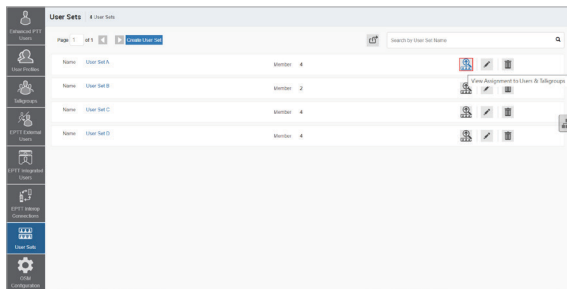 User Sets
4 User Sets
Page 1 of 1
Create User Set
Search by User Set Name
Name User Set A Member 4
View Assignment to Users & Talkgroups
Name User Set B Member 2
Name User Set C Member 4
Name User Set D Member 4
Enhanced PTT
Users
User Profiles
Talkgroups
EPTT External
Users
EPTT Integrated
Users
EPTT Interop
Connections
User Sets
OSM
Configuration